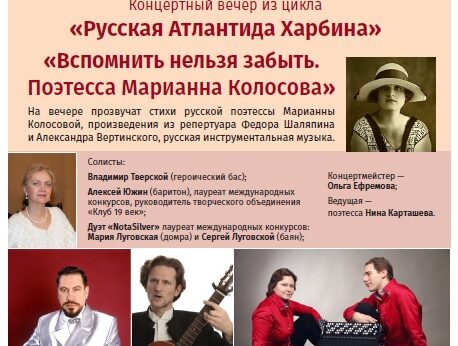 Концертный вечер из цикла
«Русская Атлантида Харбина»
«Вспомнить нельзя забыть.
Поэтесса Марианна Колосова»
На вечере прозвучат стихи русской поэтессы Марианны
Колосовой, произведения из репертуара Федора Шаляпина
и Александра Вертинского, русская инструментальная музыка.
Солисты:
Владимир Тверской (героический бас);
Алексей Южин (баритон), лауреат международных
конкурсов, руководитель творческого объединения
«Клуб 19 век»;
Дуэт «NotaSilver» лауреат международных конкурсов:
Мария Луговская (домра) и Сергей Луговской (баян);
Концертмейстер —
Ольга Ефремова;
Ведущая —
поэтесса Нина Карташева.